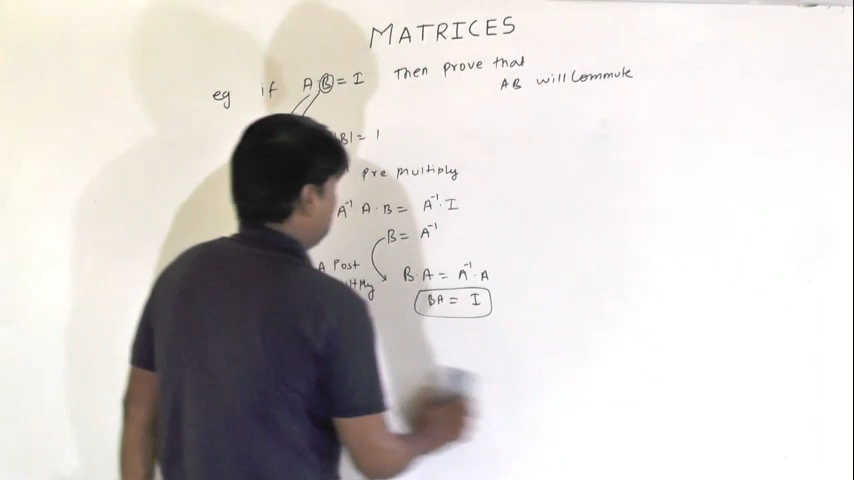 MATRICES
eg if A·B = I Then prove that
AB will Commute
|B| = 1
Pre multiply
A⁻¹ A · B = A⁻¹ · I
B = A⁻¹
A Post
B·A = A⁻¹·A
BA = I